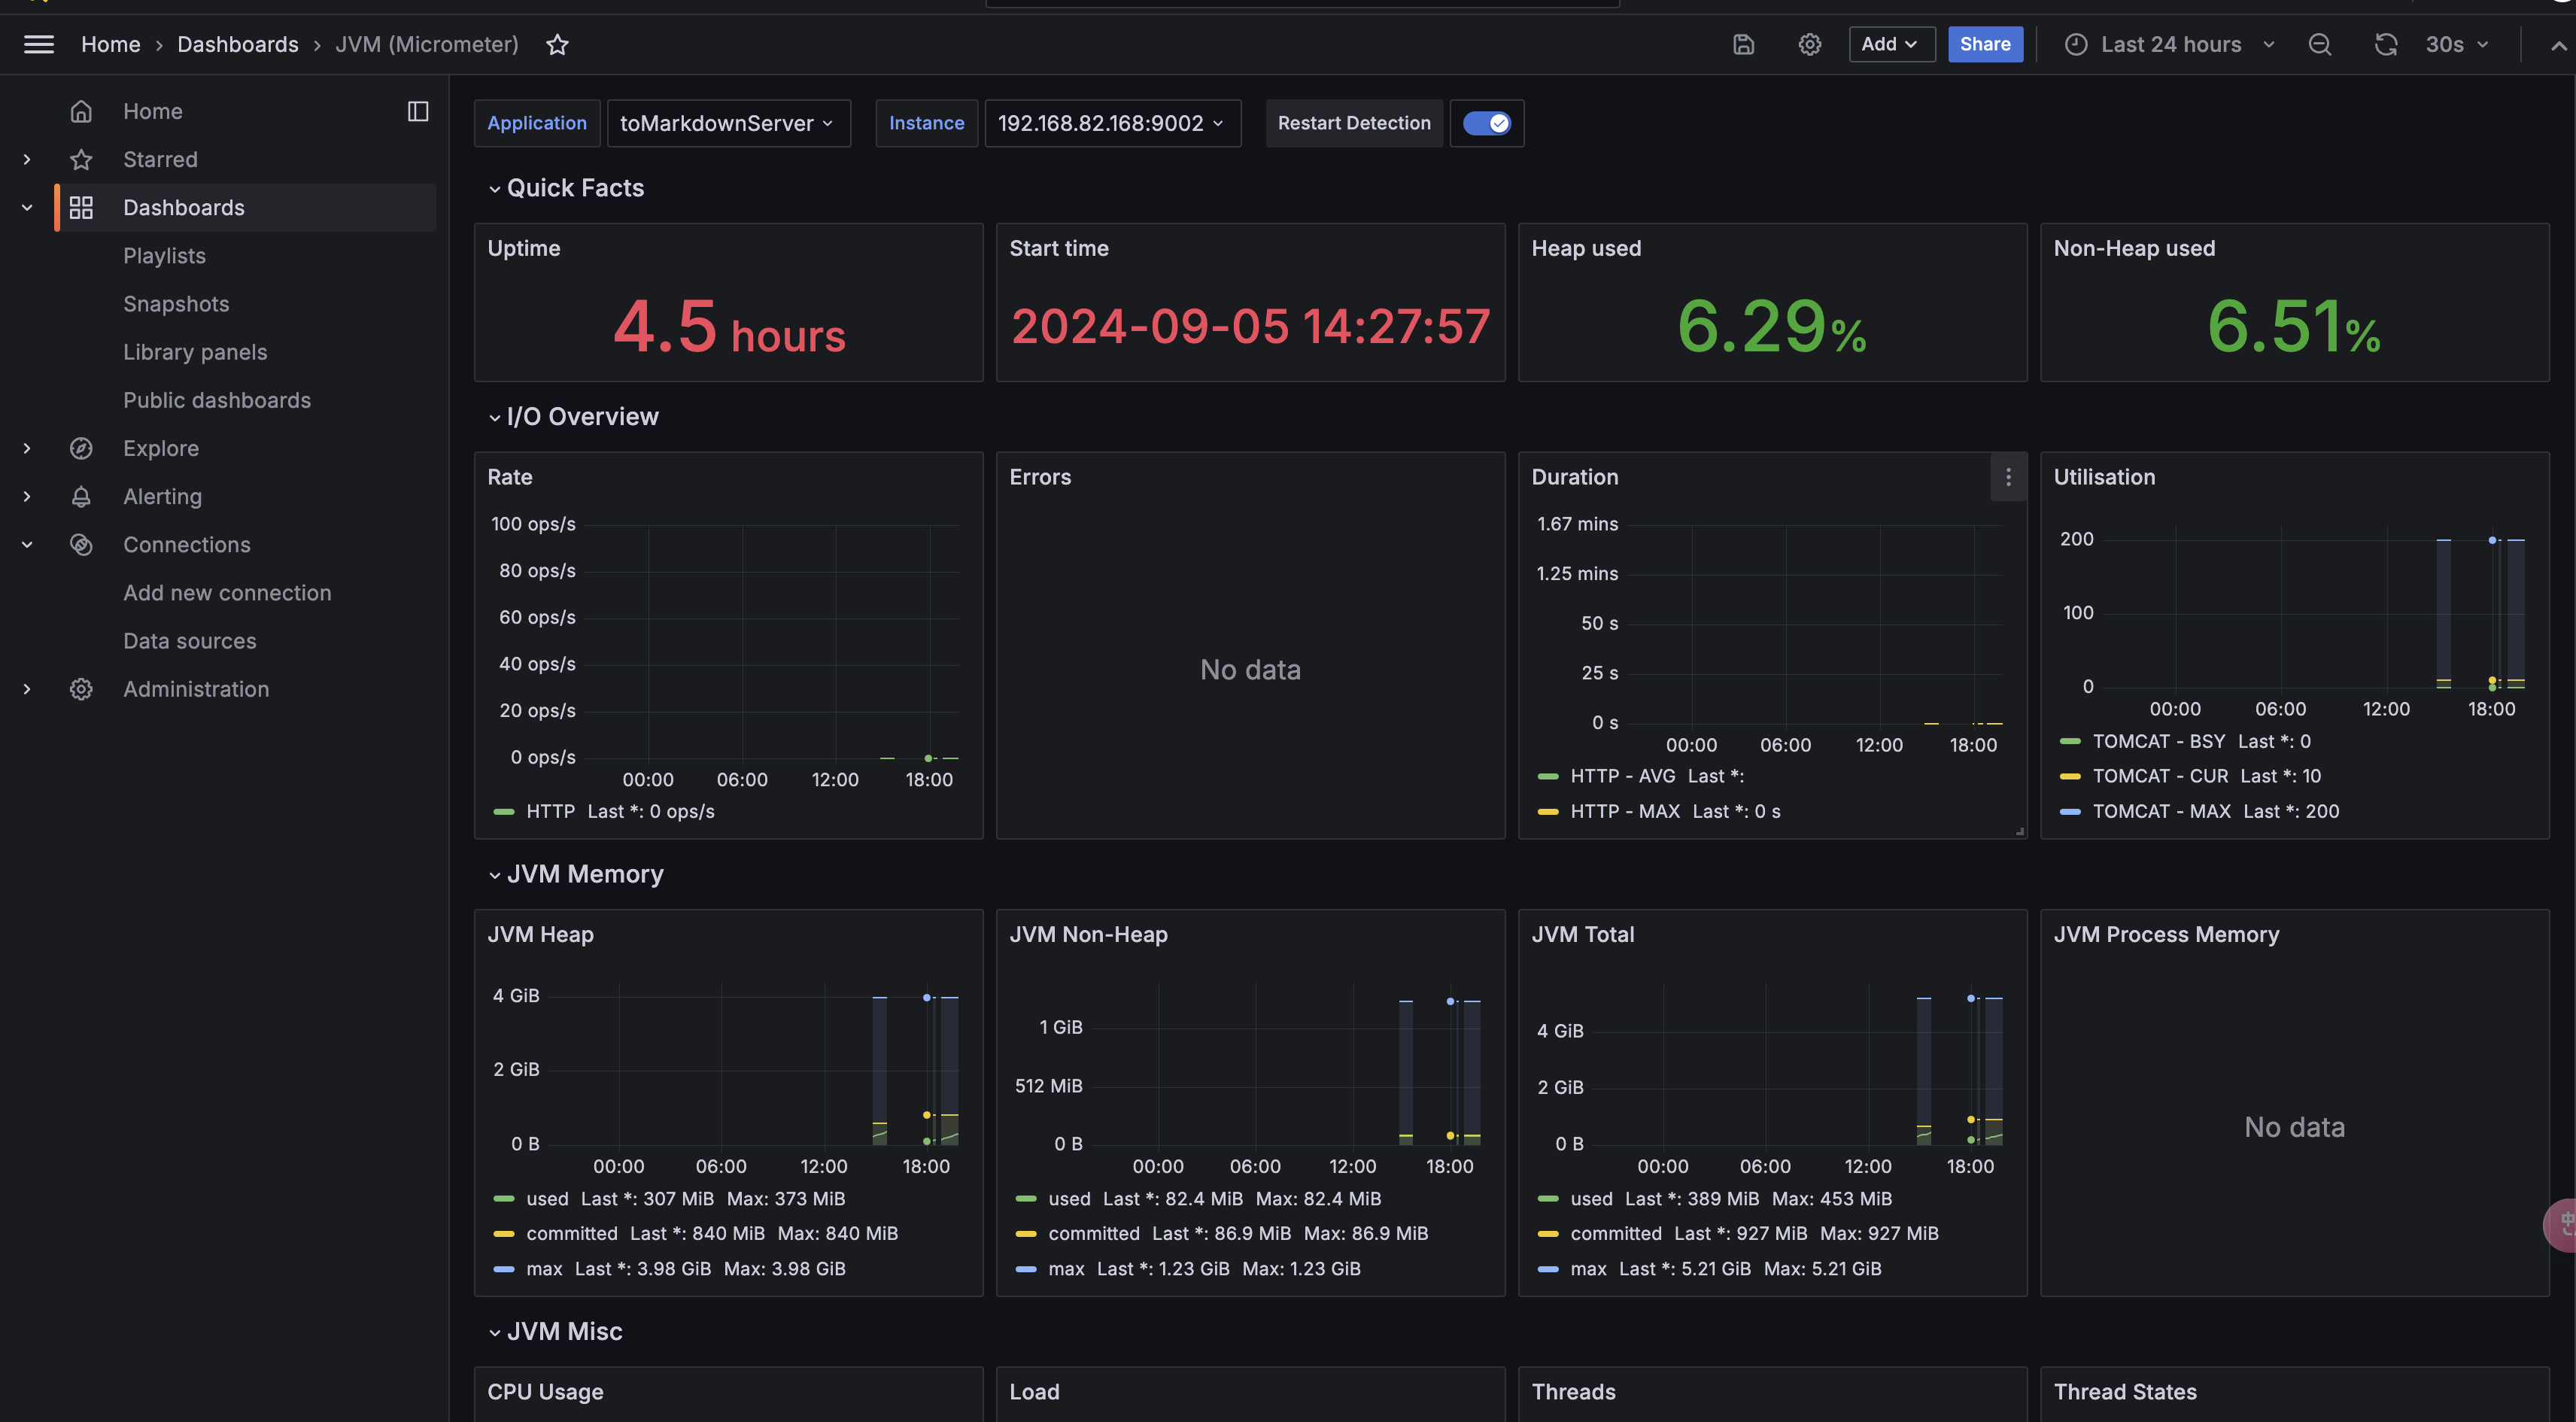 Home › Dashboards › JVM (Micrometer)
Add
Share
Last 24 hours
30s
Home
Starred
Dashboards
Playlists
Snapshots
Library panels
Public dashboards
Explore
Alerting
Connections
Add new connection
Data sources
Administration
Application toMarkdownServer Instance 192.168.82.168:9002 Restart Detection
Quick Facts
Uptime
4.5 hours
Start time
2024-09-05 14:27:57
Heap used
6.29%
Non-Heap used
6.51%
I/O Overview
Rate
100 ops/s
80 ops/s
60 ops/s
40 ops/s
20 ops/s
0 ops/s
00:00 06:00 12:00 18:00
HTTP Last *: 0 ops/s
Errors
No data
Duration
1.67 mins
1.25 mins
50 s
25 s
0 s
00:00 06:00 12:00 18:00
HTTP - AVG Last *:
HTTP - MAX Last *: 0 s
Utilisation
200
100
0
00:00 06:00 12:00 18:00
TOMCAT - BSY Last *: 0
TOMCAT - CUR Last *: 10
TOMCAT - MAX Last *: 200
JVM Memory
JVM Heap
4 GiB
2 GiB
0 B
00:00 06:00 12:00 18:00
used Last *: 307 MiB Max: 373 MiB
committed Last *: 840 MiB Max: 840 MiB
max Last *: 3.98 GiB Max: 3.98 GiB
JVM Non-Heap
1 GiB
512 MiB
0 B
00:00 06:00 12:00 18:00
used Last *: 82.4 MiB Max: 82.4 MiB
committed Last *: 86.9 MiB Max: 86.9 MiB
max Last *: 1.23 GiB Max: 1.23 GiB
JVM Total
4 GiB
2 GiB
0 B
00:00 06:00 12:00 18:00
used Last *: 389 MiB Max: 453 MiB
committed Last *: 927 MiB Max: 927 MiB
max Last *: 5.21 GiB Max: 5.21 GiB
JVM Process Memory
No data
JVM Misc
CPU Usage
Load
Threads
Thread States